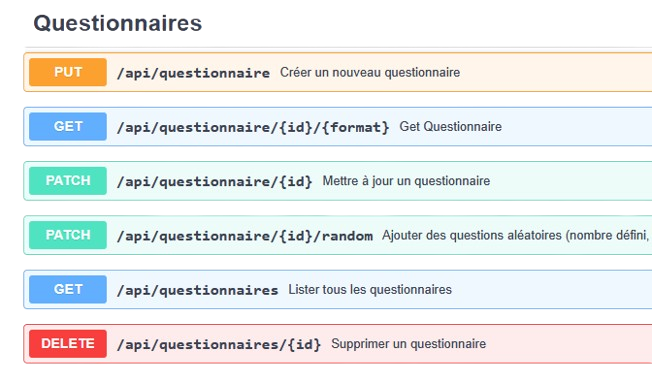 Questionnaires
PUT /api/questionnaire Créer un nouveau questionnaire
GET /api/questionnaire/{id}/{format} Get Questionnaire
PATCH /api/questionnaire/{id} Mettre à jour un questionnaire
PATCH /api/questionnaire/{id}/random Ajouter des questions aléatoires (nombre défini,
GET /api/questionnaires Lister tous les questionnaires
DELETE /api/questionnaires/{id} Supprimer un questionnaire